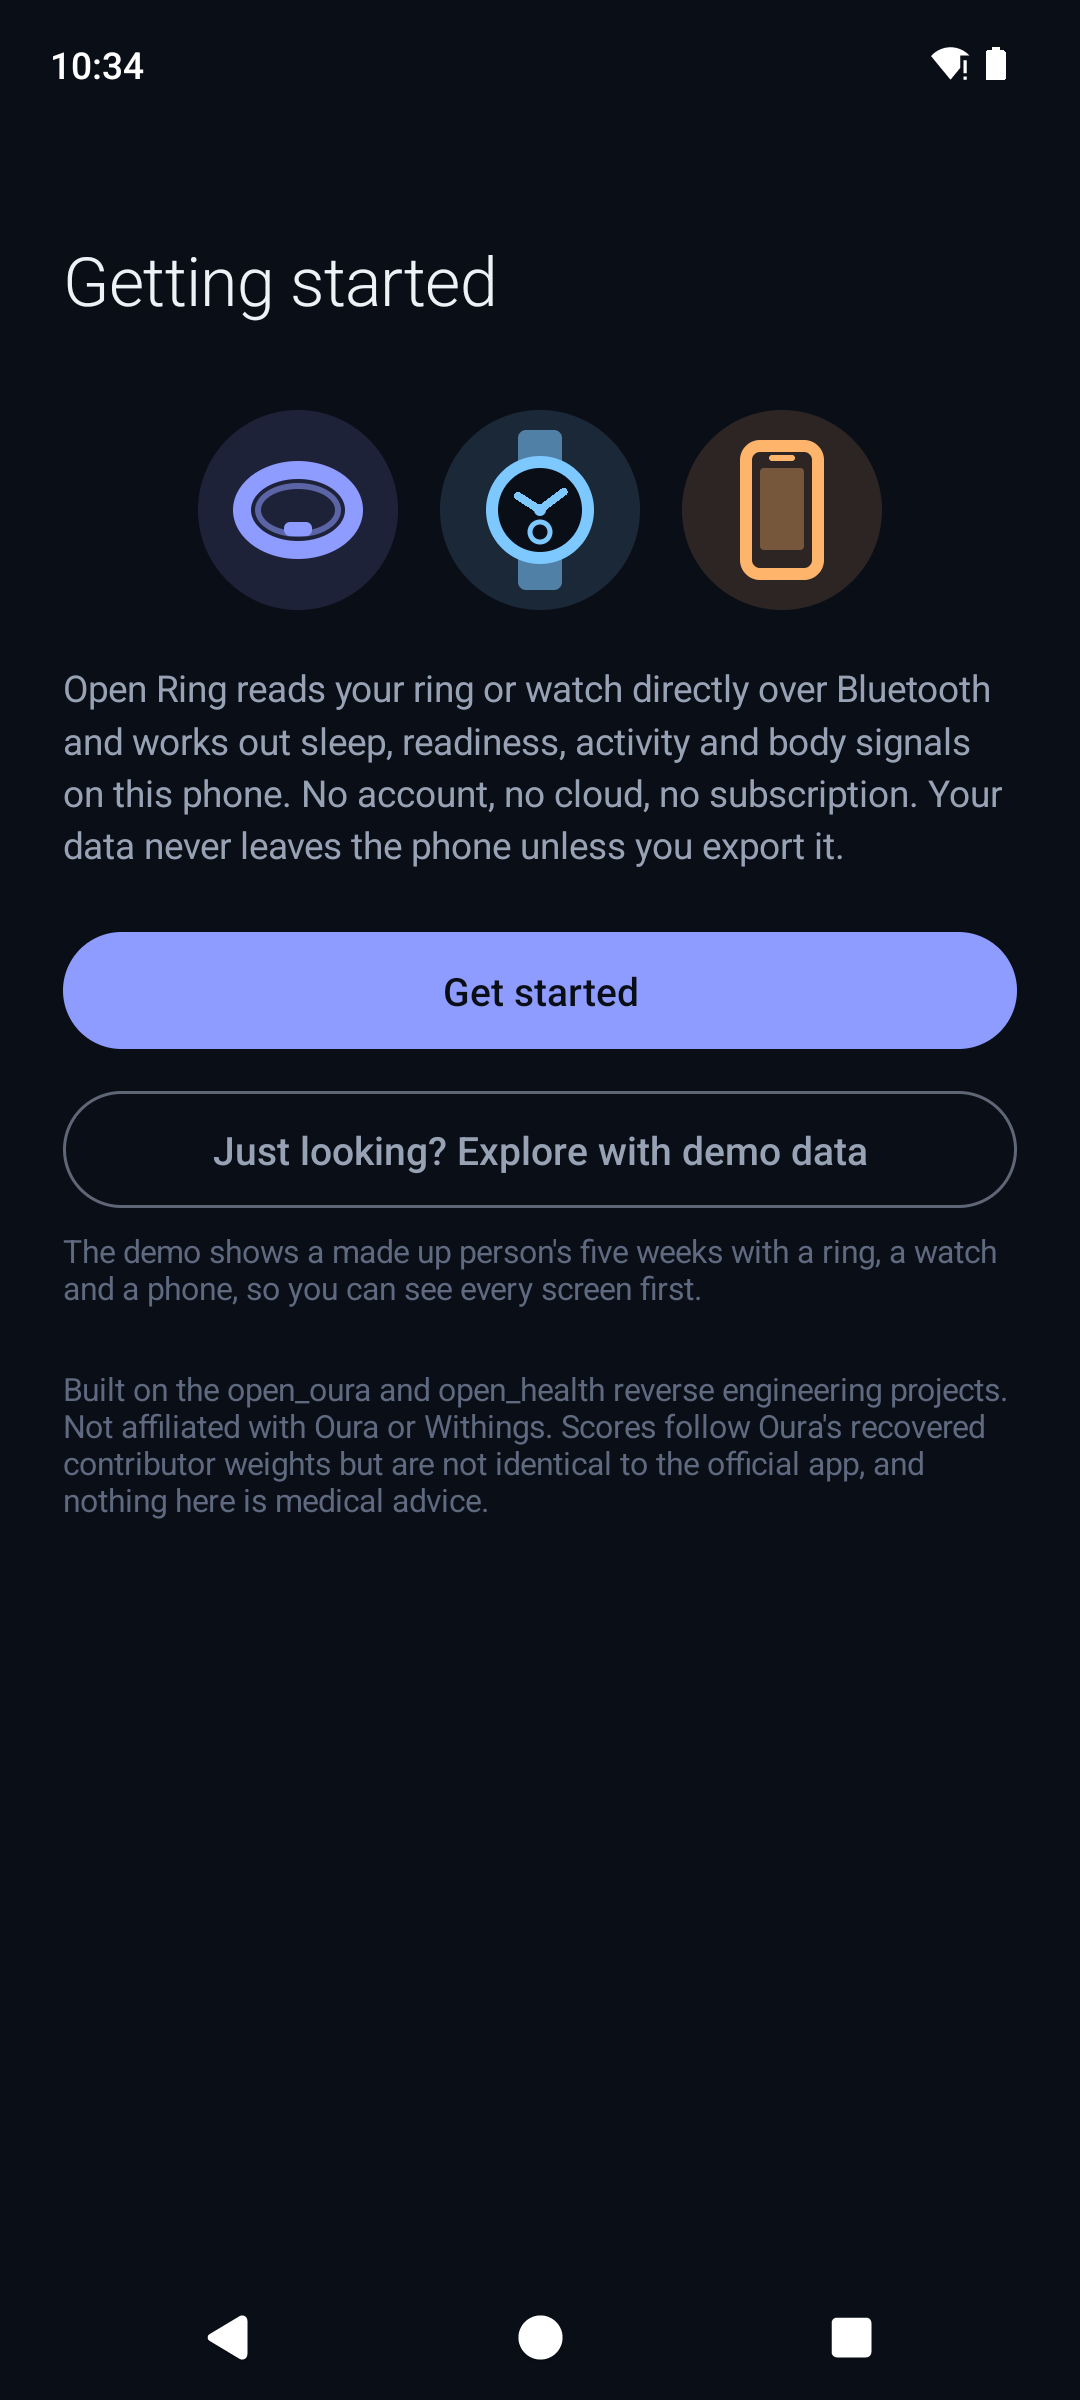 10:34
Getting started
Open Ring reads your ring or watch directly over Bluetooth
and works out sleep, readiness, activity and body signals
on this phone. No account, no cloud, no subscription. Your
data never leaves the phone unless you export it.
Get started
Just looking? Explore with demo data
The demo shows a made up person's five weeks with a ring, a watch
and a phone, so you can see every screen first.
Built on the open_oura and open_health reverse engineering projects.
Not affiliated with Oura or Withings. Scores follow Oura's recovered
contributor weights but are not identical to the official app, and
nothing here is medical advice.